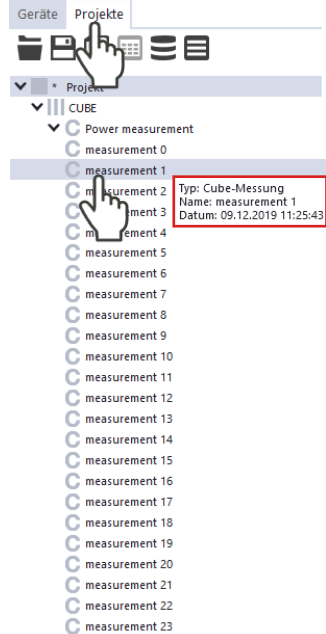 Geräte Projekte
* Projekt
CUBE
Power measurement
measurement 0
measurement 1
measurement 2
measurement 3
measurement 4
measurement 5
measurement 6
measurement 7
measurement 8
measurement 9
measurement 10
measurement 11
measurement 12
measurement 13
measurement 14
measurement 15
measurement 16
measurement 17
measurement 18
measurement 19
measurement 20
measurement 21
measurement 22
measurement 23
Typ: Cube-Messung
Name: measurement 1
Datum: 09.12.2019 11:25:43